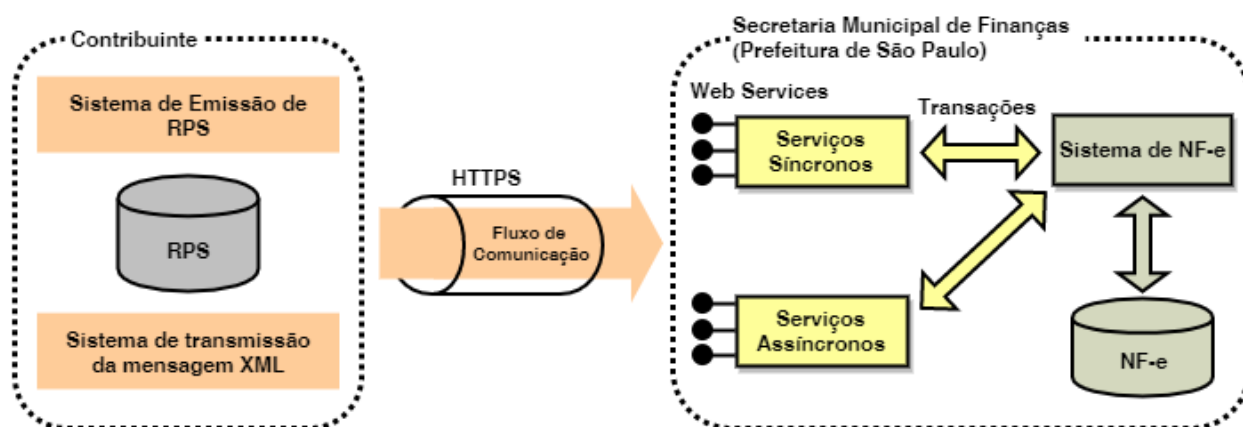 Contribuinte
Sistema de Emissão de
RPS
RPS
Sistema de transmissão
da mensagem XML
HTTPS
Fluxo de
Comunicação
Secretaria Municipal de Finanças
(Prefeitura de São Paulo)
Web Services
Transações
Serviços
Síncronos
Sistema de NF-e
Serviços
Assíncronos
NF-e